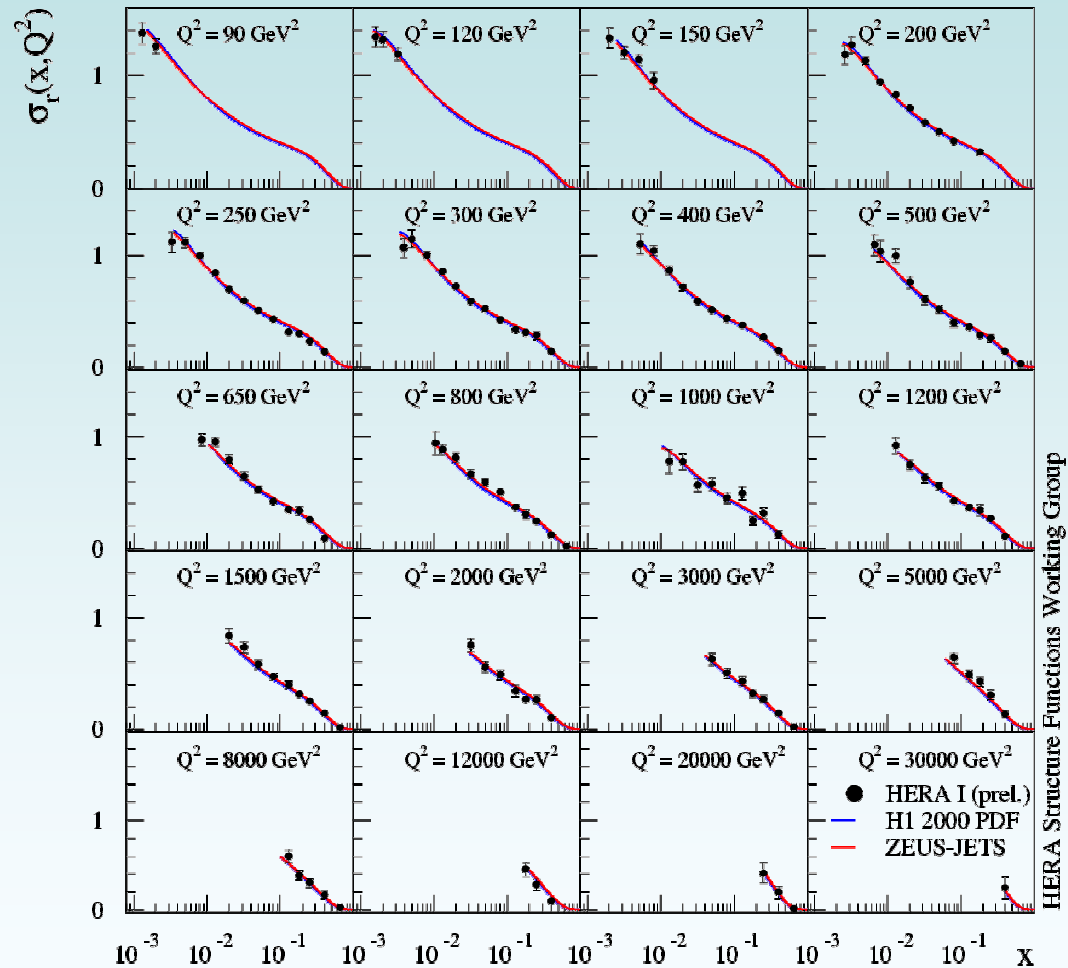 σr(x,Q²)
Q² = 90 GeV²
Q² = 120 GeV²
Q² = 150 GeV²
Q² = 200 GeV²
1
0
Q² = 250 GeV²
Q² = 300 GeV²
Q² = 400 GeV²
Q² = 500 GeV²
1
0
Q² = 650 GeV²
Q² = 800 GeV²
Q² = 1000 GeV²
Q² = 1200 GeV²
1
0
Q² = 1500 GeV²
Q² = 2000 GeV²
Q² = 3000 GeV²
Q² = 5000 GeV²
1
0
Q² = 8000 GeV²
Q² = 12000 GeV²
Q² = 20000 GeV²
Q² = 30000 GeV²
HERA I (prel.)
H1 2000 PDF
ZEUS-JETS
1
0
10⁻³ 10⁻² 10⁻¹ 10⁻³ 10⁻² 10⁻¹ 10⁻³ 10⁻² 10⁻¹ 10⁻³ 10⁻² 10⁻¹ x
HERA Structure Functions Working Group